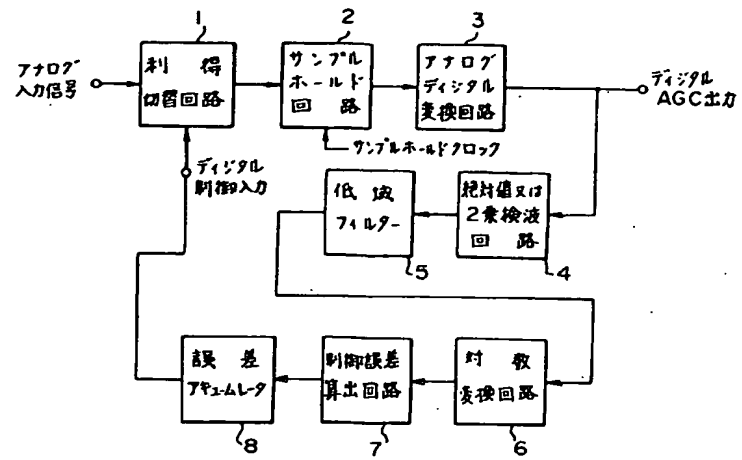 1
利得
切替回路
2
サンプル
ホールド
回路
3
アナログ
ディジタル
変換回路
アナログ
入力信号
ディジタル
AGC出力
サンプルホールドクロック
ディジタル
制御入力
低域
フィルター
5
絶対値又は
2乗検波
回路
4
誤差
アキュームレータ
8
制御誤差
算出回路
7
対数
変換回路
6